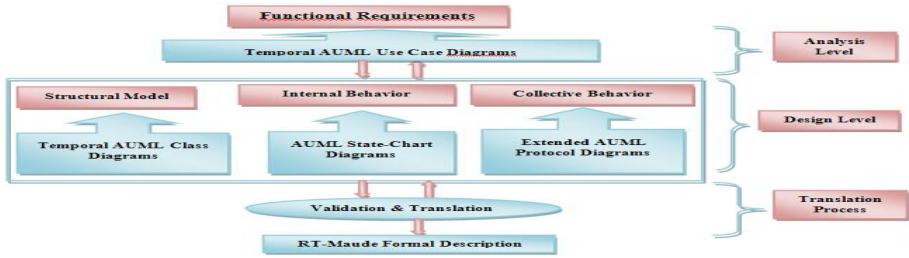 Functional Requirements
Temporal AUML Use Case Diagrams
Analysis
Level
Structural Model
Internal Behavior
Collective Behavior
Temporal AUML Class
Diagrams
AUML State-Chart
Diagrams
Extended AUML
Protocol Diagrams
Design Level
Validation & Translation
RT-Maude Formal Description
Translation
Process